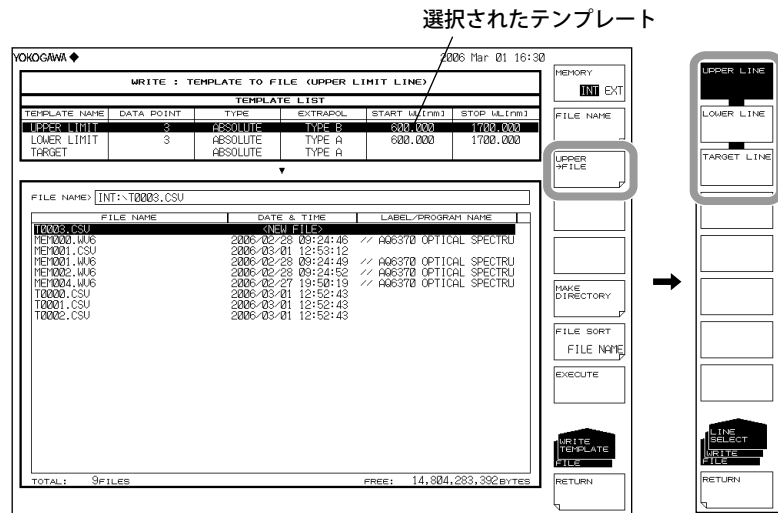 選択されたテンプレート
YOKOGAWA ◆
2006 Mar 01 16:30
WRITE : TEMPLATE TO FILE (UPPER LIMIT LINE)
TEMPLATE LIST
TEMPLATE NAME DATA POINT TYPE EXTRAPOL START WL[nm] STOP WL[nm]
UPPER LIMIT 3 ABSOLUTE TYPE B 600.000 1700.000
LOWER LIMIT 3 ABSOLUTE TYPE A 600.000 1700.000
TARGET ABSOLUTE TYPE A
▼
FILE NAME> INT:\T0003.CSV
FILE NAME DATE & TIME LABEL/PROGRAM NAME
T0003.CSV <NEW FILE>
MEM000.WV6 2006/02/28 09:24:46 // AQ6370 OPTICAL SPECTRU
MEM001.CSV 2006/03/01 12:53:12
MEM001.WV6 2006/02/28 09:24:49 // AQ6370 OPTICAL SPECTRU
MEM002.WV6 2006/02/28 09:24:52 // AQ6370 OPTICAL SPECTRU
MEM004.WV6 2006/02/27 19:50:19 // AQ6370 OPTICAL SPECTRU
T0000.CSV 2006/03/01 12:52:43
T0001.CSV 2006/03/01 12:52:43
T0002.CSV 2006/03/01 12:52:43
TOTAL: 9FILES FREE: 14,804,283,392BYTES
MEMORY
INT EXT
FILE NAME
UPPER
→FILE
MAKE
DIRECTORY
FILE SORT
FILE NAME
EXECUTE
WRITE
TEMPLATE
FILE
RETURN
➡
UPPER LINE
LOWER LINE
TARGET LINE
LINE
SELECT
WRITE
FILE
RETURN